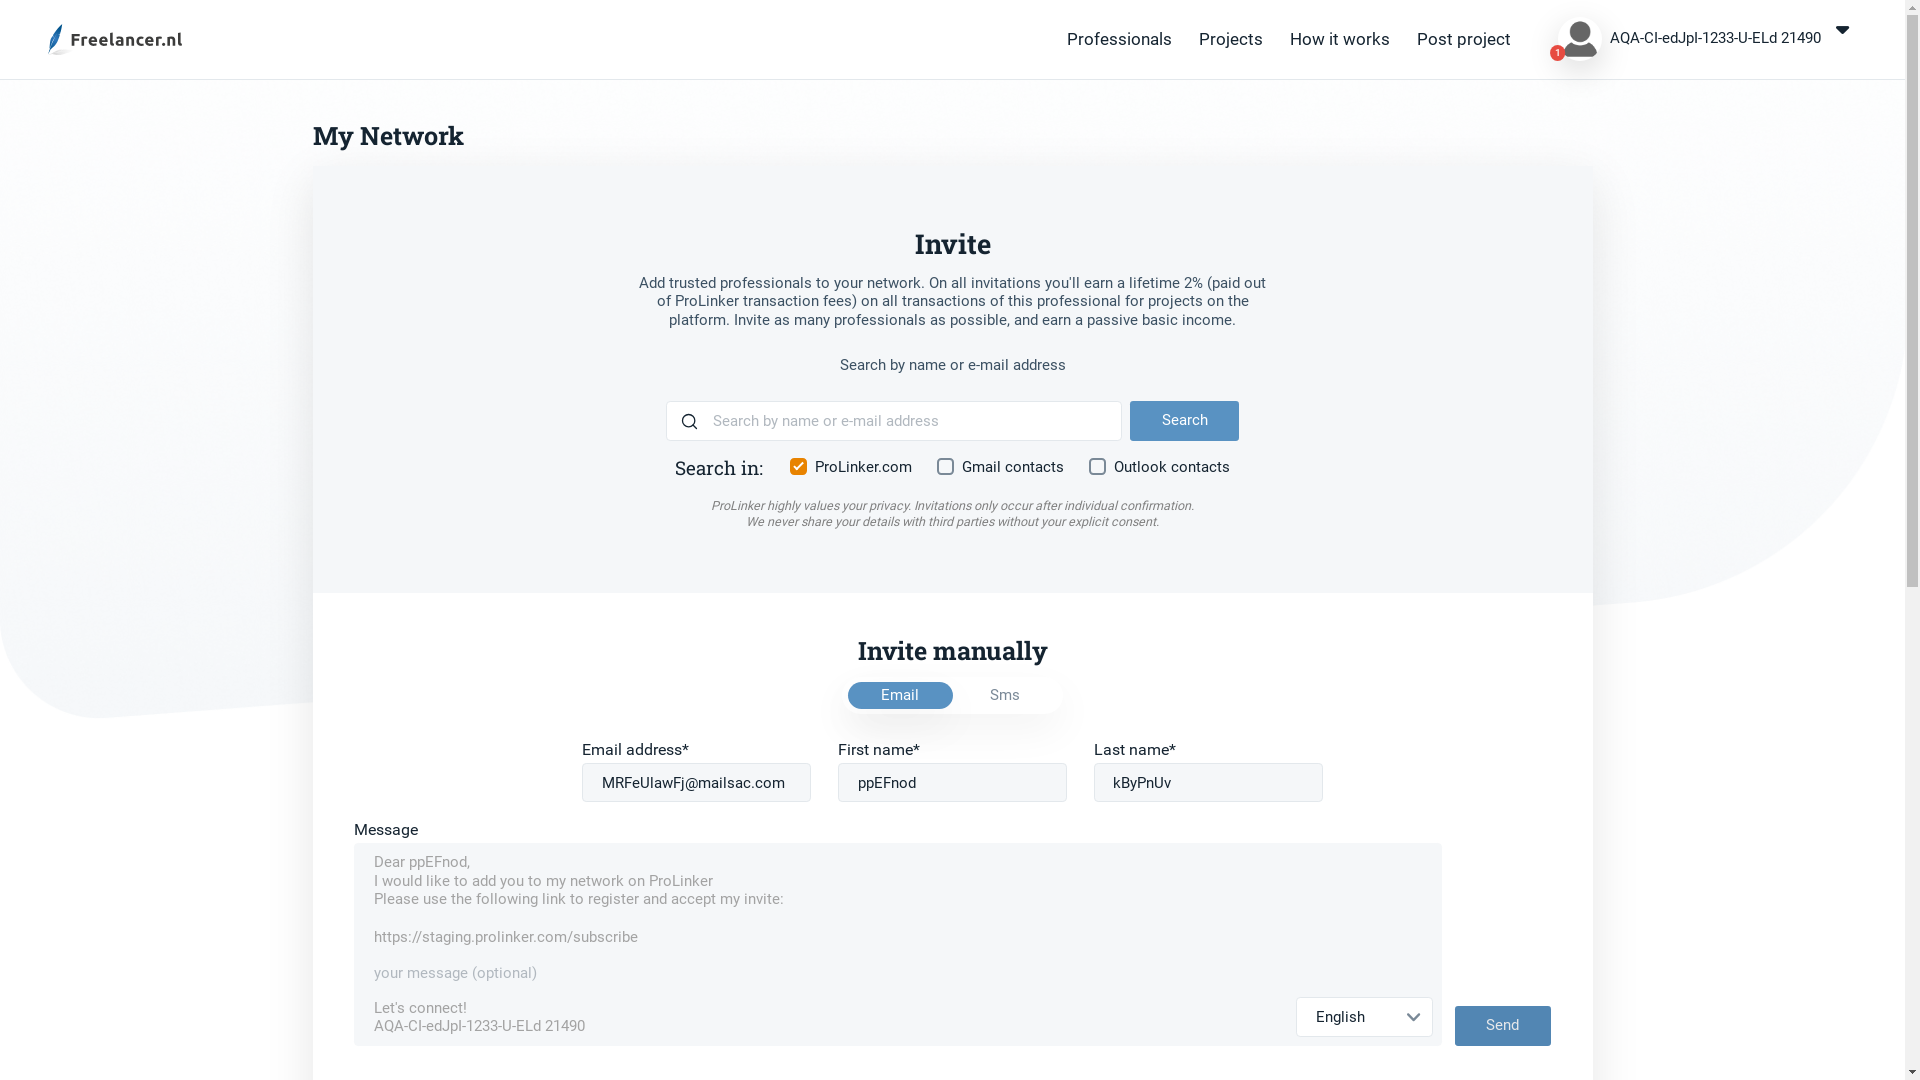 Freelancer.nl
Professionals
Projects
How it works
Post project
1
AQA-CI-edJpI-1233-U-ELd 21490
My Network
Invite
Add trusted professionals to your network. On all invitations you'll earn a lifetime 2% (paid out
of ProLinker transaction fees) on all transactions of this professional for projects on the
platform. Invite as many professionals as possible, and earn a passive basic income.
Search by name or e-mail address
Search by name or e-mail address
Search
Search in:
ProLinker.com
Gmail contacts
Outlook contacts
ProLinker highly values your privacy. Invitations only occur after individual confirmation.
We never share your details with third parties without your explicit consent.
Invite manually
Email
Sms
Email address*
First name*
Last name*
MRFeUlawFj@mailsac.com
ppEFnod
kByPnUv
Message
Dear ppEFnod,
I would like to add you to my network on ProLinker
Please use the following link to register and accept my invite:
https://staging.prolinker.com/subscribe
your message (optional)
Let's connect!
AQA-CI-edJpI-1233-U-ELd 21490
English
Send